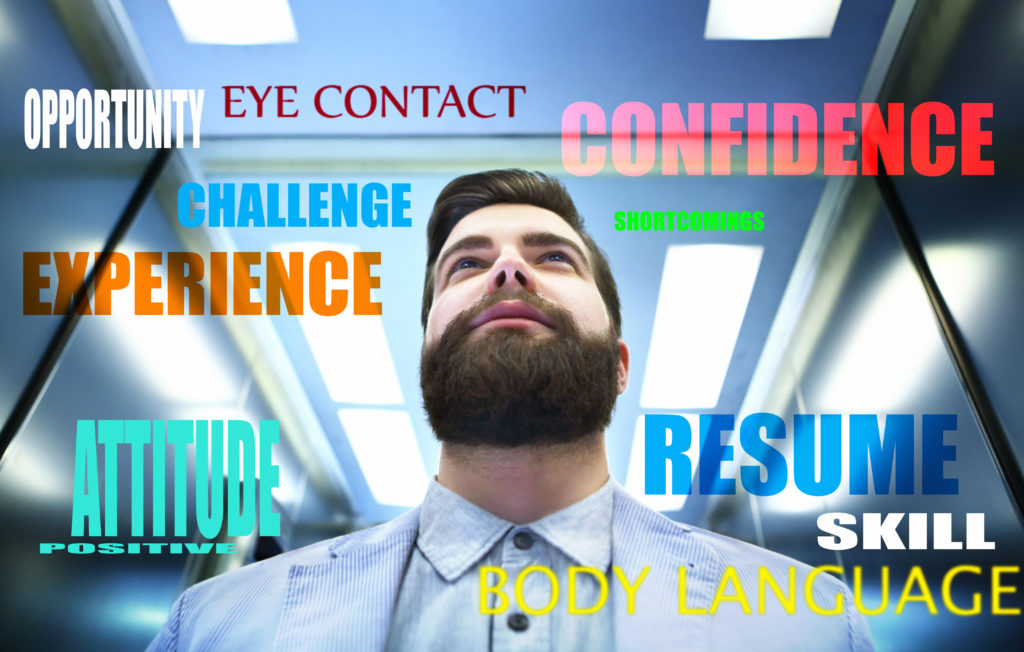 OPPORTUNITY
EYE CONTACT
CONFIDENCE
CHALLENGE
SHORTCOMINGS
EXPERIENCE
ATTITUDE
POSITIVE
RESUME
SKILL
BODY LANGUAGE